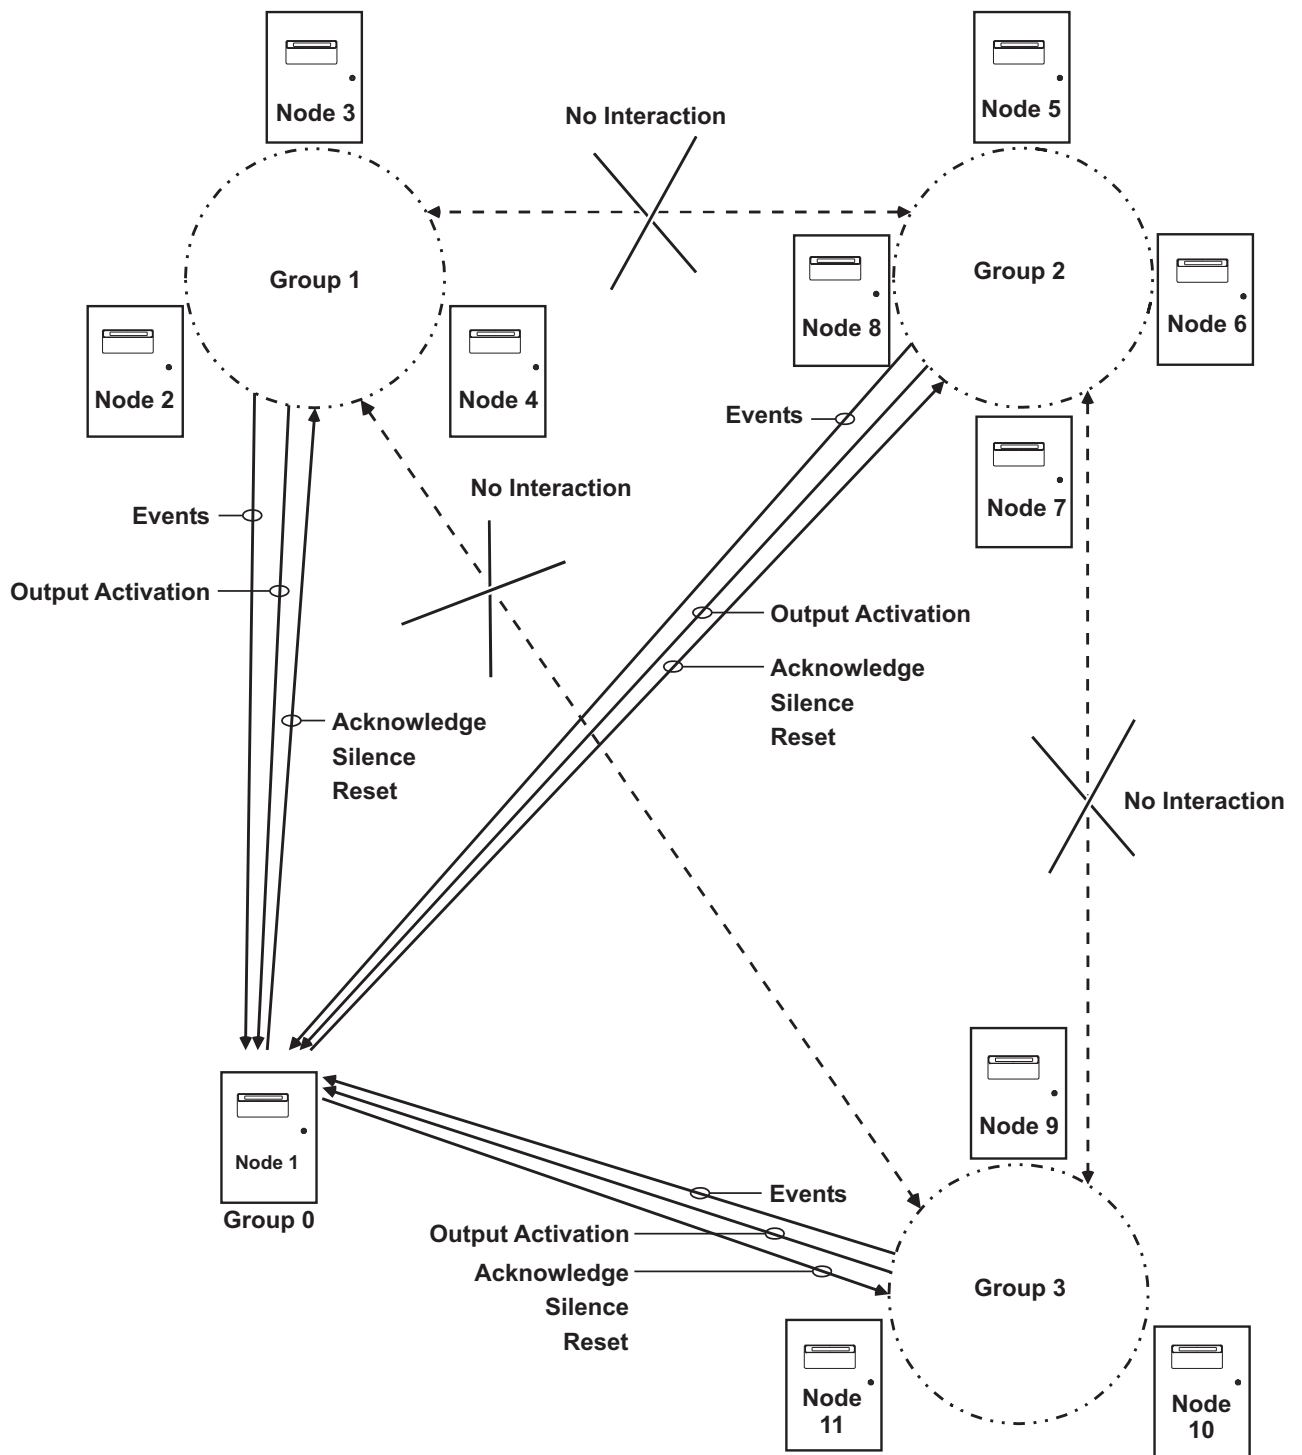 Node 3
Node 5
No Interaction
Group 1
Group 2
Node 8
Node 6
Node 2
Node 4
Events
No Interaction
Node 7
Events
Output Activation
Output Activation
Acknowledge
Silence
Reset
Acknowledge
Silence
Reset
No Interaction
Node 9
Node 1
Group 0
Events
Output Activation
Acknowledge
Silence
Reset
Group 3
Node
11
Node
10